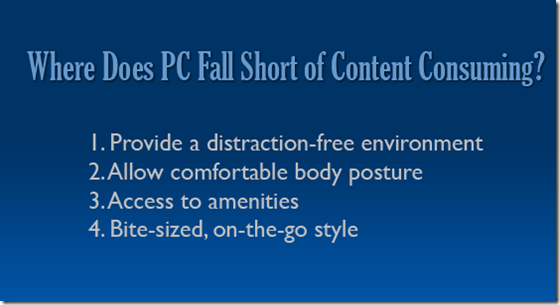 Where Does PC Fall Short of Content Consuming?
1. Provide a distraction-free environment
2. Allow comfortable body posture
3. Access to amenities
4. Bite-sized, on-the-go style